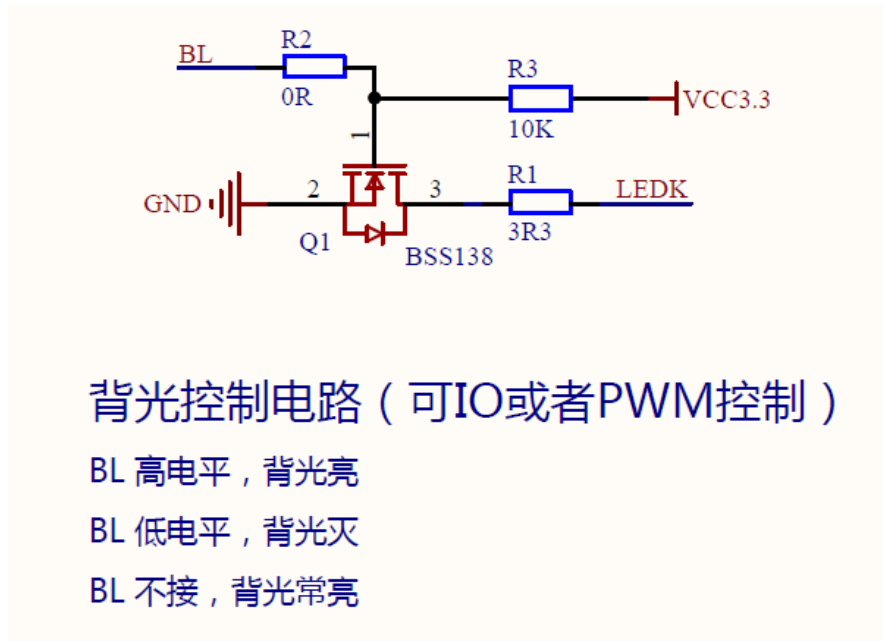 BL
R2
0R
R3
10K
VCC3.3
1
GND
2
3
R1
3R3
LEDK
Q1
BSS138
背光控制电路（可IO或者PWM控制）
BL 高电平，背光亮
BL 低电平，背光灭
BL 不接，背光常亮